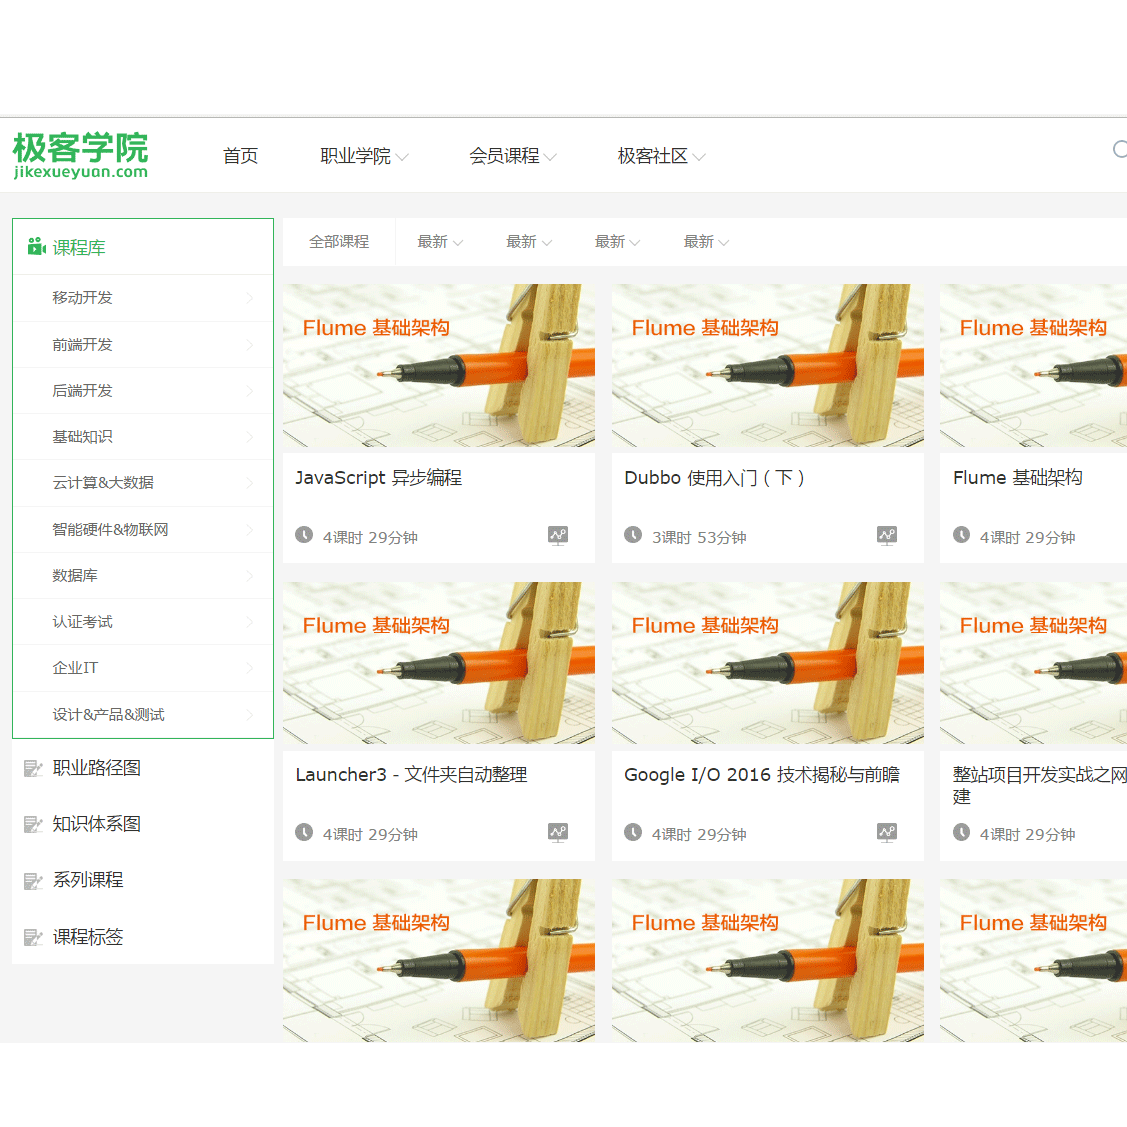 极客学院
jikexueyuan.com
首页
职业学院
会员课程
极客社区
课程库
移动开发
前端开发
后端开发
基础知识
云计算&大数据
智能硬件&物联网
数据库
认证考试
企业IT
设计&产品&测试
职业路径图
知识体系图
系列课程
课程标签
全部课程
最新
最新
最新
最新
Flume 基础架构
Flume 基础架构
Flume 基础架构
JavaScript 异步编程
Dubbo 使用入门 ( 下 )
Flume 基础架构
4课时 29分钟
3课时 53分钟
4课时 29分钟
Flume 基础架构
Flume 基础架构
Flume 基础架构
Launcher3 - 文件夹自动整理
Google I/O 2016 技术揭秘与前瞻
整站项目开发实战之网
建
4课时 29分钟
4课时 29分钟
4课时 29分钟
Flume 基础架构
Flume 基础架构
Flume 基础架构